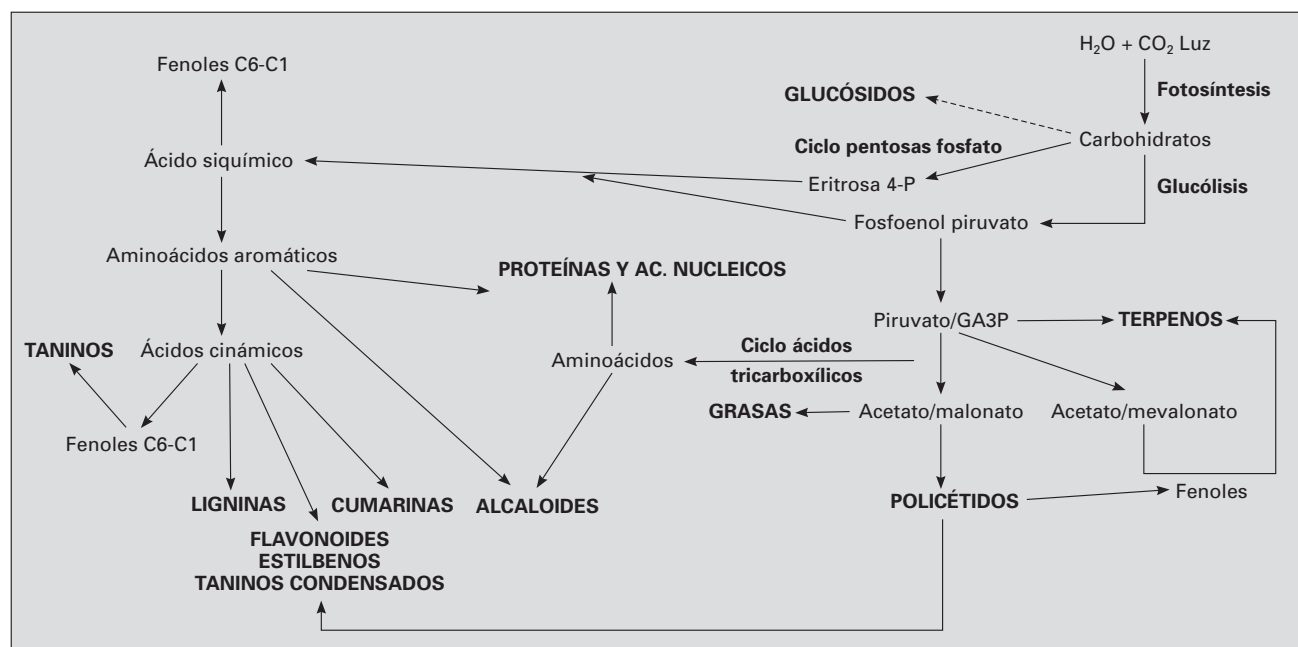 H₂O + CO₂ Luz
Fenoles C6-C1
GLUCÓSIDOS
Fotosíntesis
Carbohidratos
Ciclo pentosas fosfato
Ácido siquímico
Eritrosa 4-P
Glucólisis
Fosfoenol piruvato
Aminoácidos aromáticos
PROTEÍNAS Y AC. NUCLEICOS
Piruvato/GA3P
TERPENOS
TANINOS
Ácidos cinámicos
Aminoácidos
Ciclo ácidos
tricarboxílicos
GRASAS
Acetato/malonato
Acetato/mevalonato
Fenoles C6-C1
LIGNINAS
CUMARINAS
ALCALOIDES
POLICÉTIDOS
Fenoles
FLAVONOIDES
ESTILBENOS
TANINOS CONDENSADOS